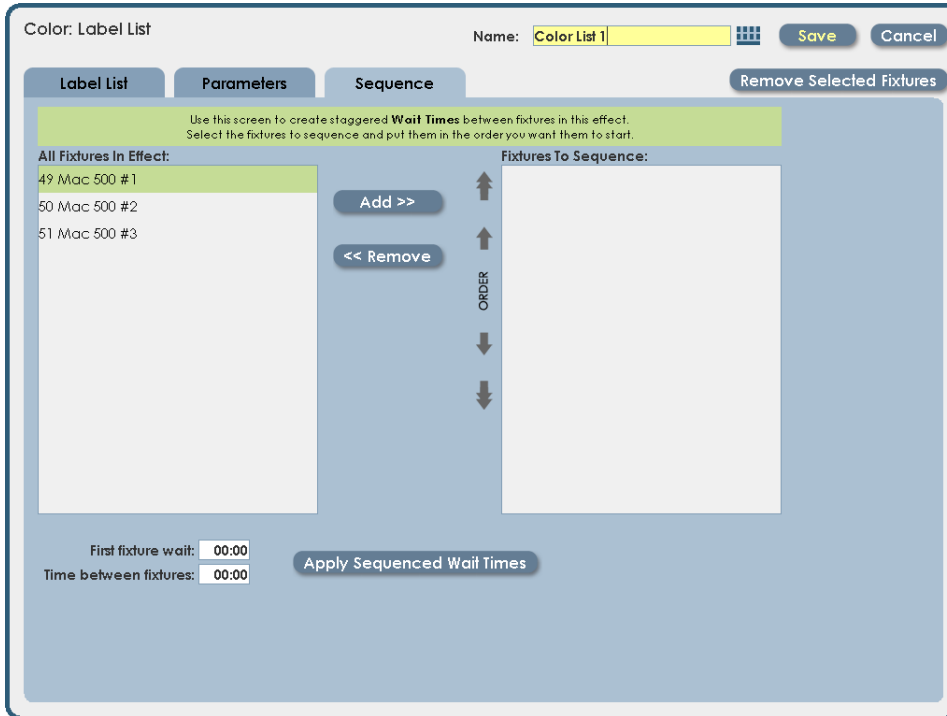 Color: Label List
Name: Color List 1 Save Cancel
Label List Parameters Sequence Remove Selected Fixtures
Use this screen to create staggered Wait Times between fixtures in this effect.
Select the fixtures to sequence and put them in the order you want them to start.
All Fixtures In Effect: Fixtures To Sequence:
49 Mac 500 #1
50 Mac 500 #2
51 Mac 500 #3
Add >>
<< Remove
ORDER
First fixture wait: 00:00
Time between fixtures: 00:00
Apply Sequenced Wait Times